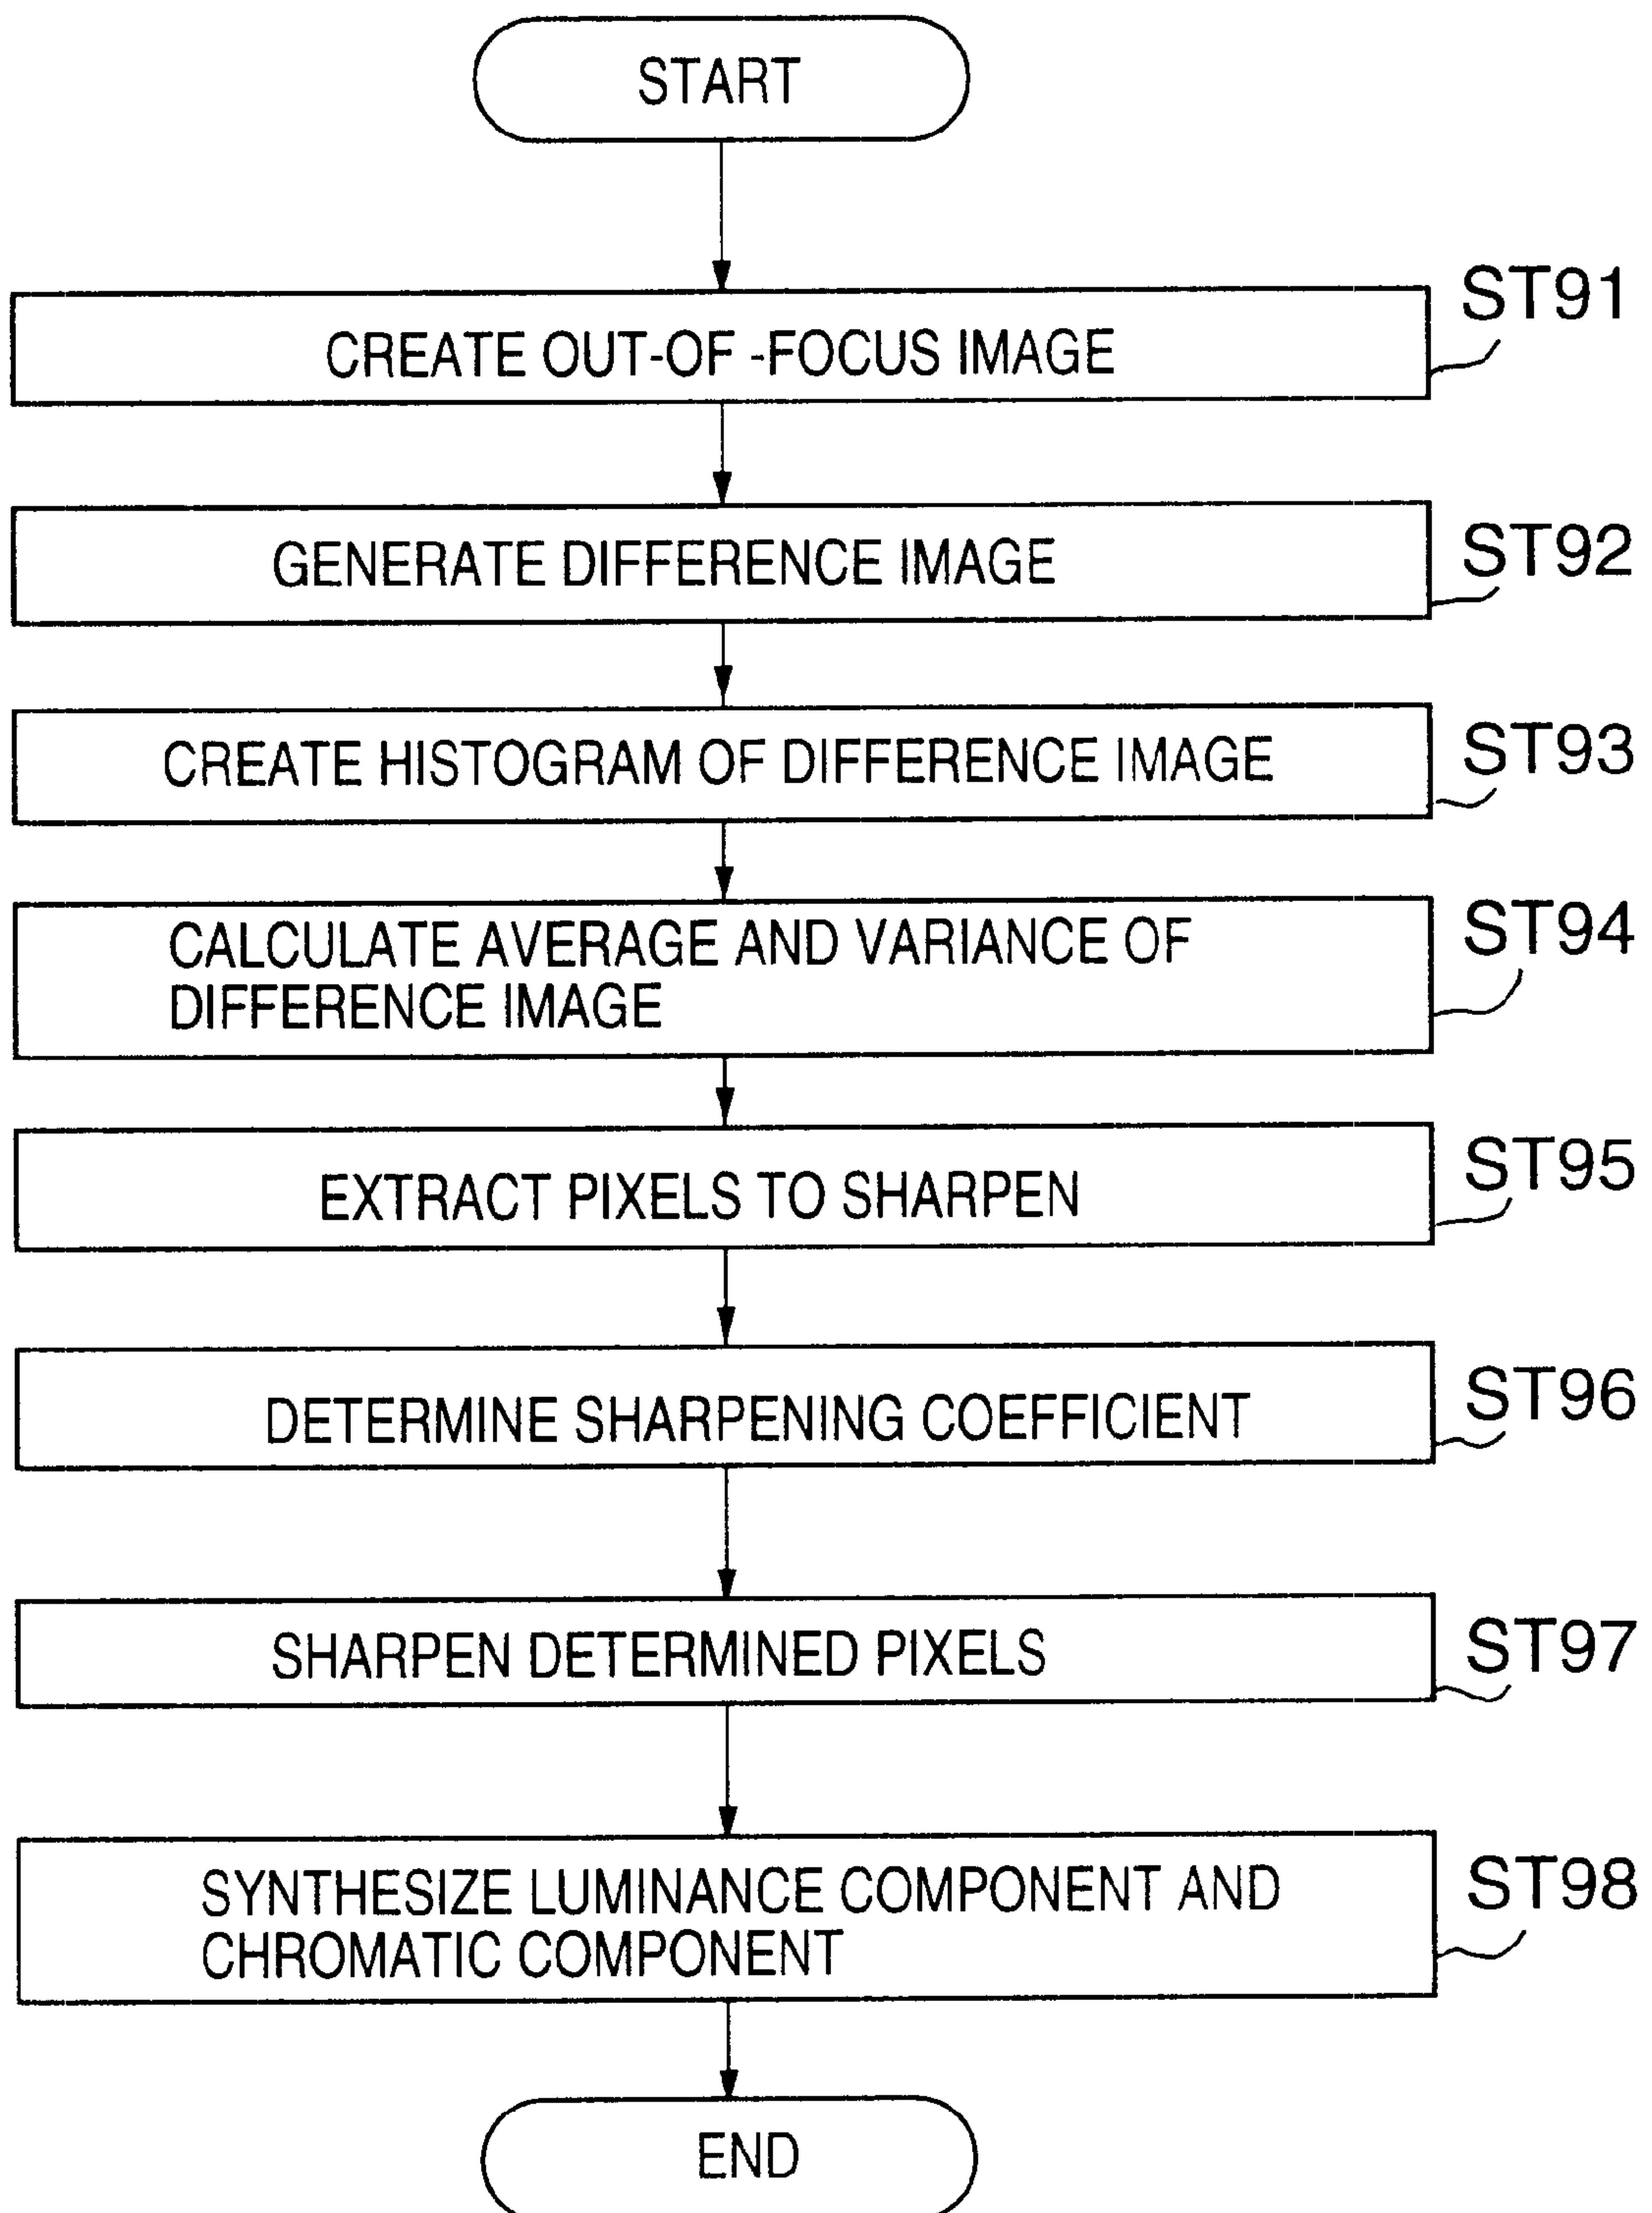 START
ST91
CREATE OUT-OF -FOCUS IMAGE
ST92
GENERATE DIFFERENCE IMAGE
ST93
CREATE HISTOGRAM OF DIFFERENCE IMAGE
ST94
CALCULATE AVERAGE AND VARIANCE OF
DIFFERENCE IMAGE
ST95
EXTRACT PIXELS TO SHARPEN
ST96
DETERMINE SHARPENING COEFFICIENT
ST97
SHARPEN DETERMINED PIXELS
ST98
SYNTHESIZE LUMINANCE COMPONENT AND
CHROMATIC COMPONENT
END